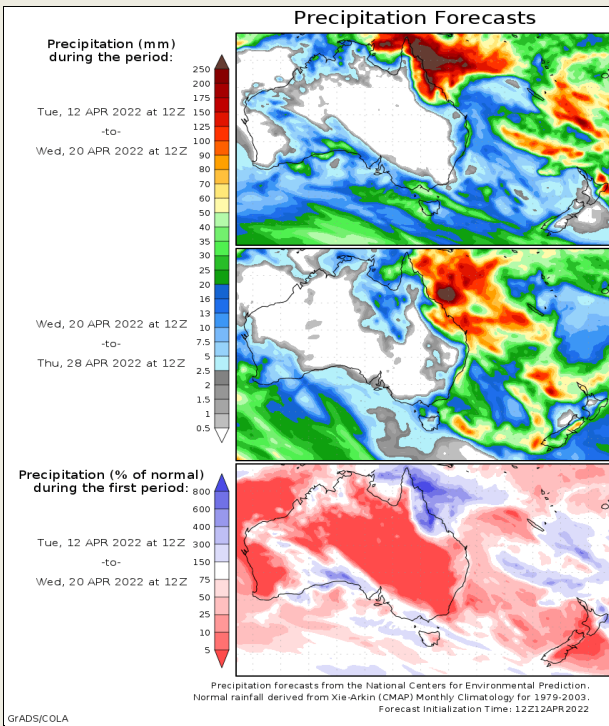 Precipitation Forecasts
Precipitation (mm)
during the period:
Tue, 12 APR 2022 at 12Z
-to-
Wed, 20 APR 2022 at 12Z
250
200
175
150
125
100
90
80
70
60
50
40
35
30
25
20
16
13
10
7.5
5
2.5
2
1.5
1
0.5
Wed, 20 APR 2022 at 12Z
-to-
Thu, 28 APR 2022 at 12Z
Precipitation (% of normal)
during the first period:
Tue, 12 APR 2022 at 12Z
-to-
Wed, 20 APR 2022 at 12Z
800
600
400
300
150
75
50
25
10
5
Precipitation forecasts from the National Centers for Environmental Prediction.
Normal rainfall derived from Xie-Arkin (CMAP) Monthly Climatology for 1979-2003.
Forecast Initialization Time: 12Z12APR2022
GrADS/COLA